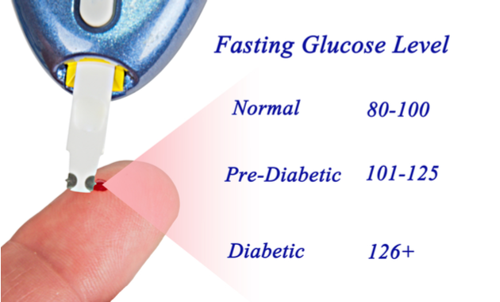 Fasting Glucose Level
Normal 80-100
Pre-Diabetic 101-125
Diabetic 126+